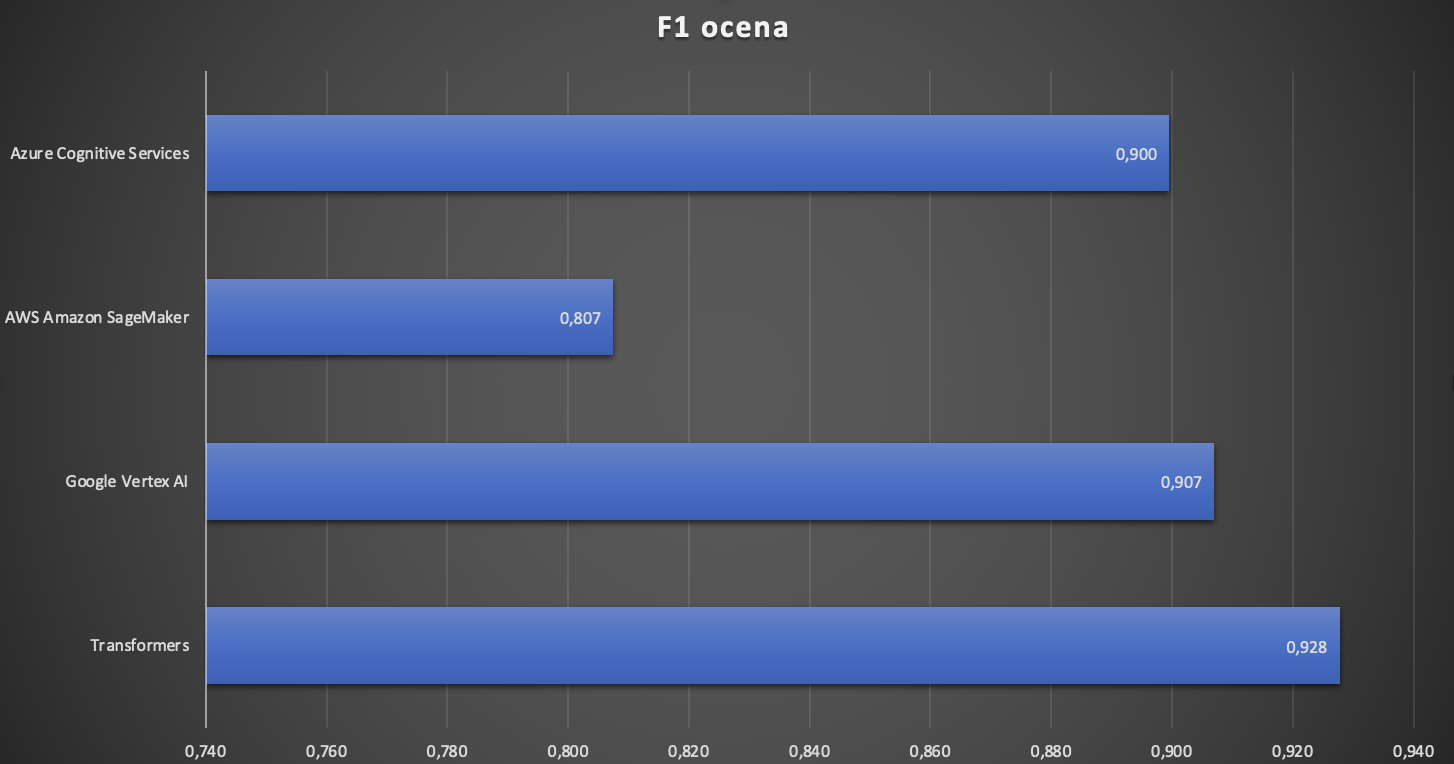 F1 ocena
Azure Cognitive Services
0,900
AWS Amazon SageMaker
0,807
Google Vertex AI
0,907
Transformers
0,928
0,740 0,760 0,780 0,800 0,820 0,840 0,860 0,880 0,900 0,920 0,940